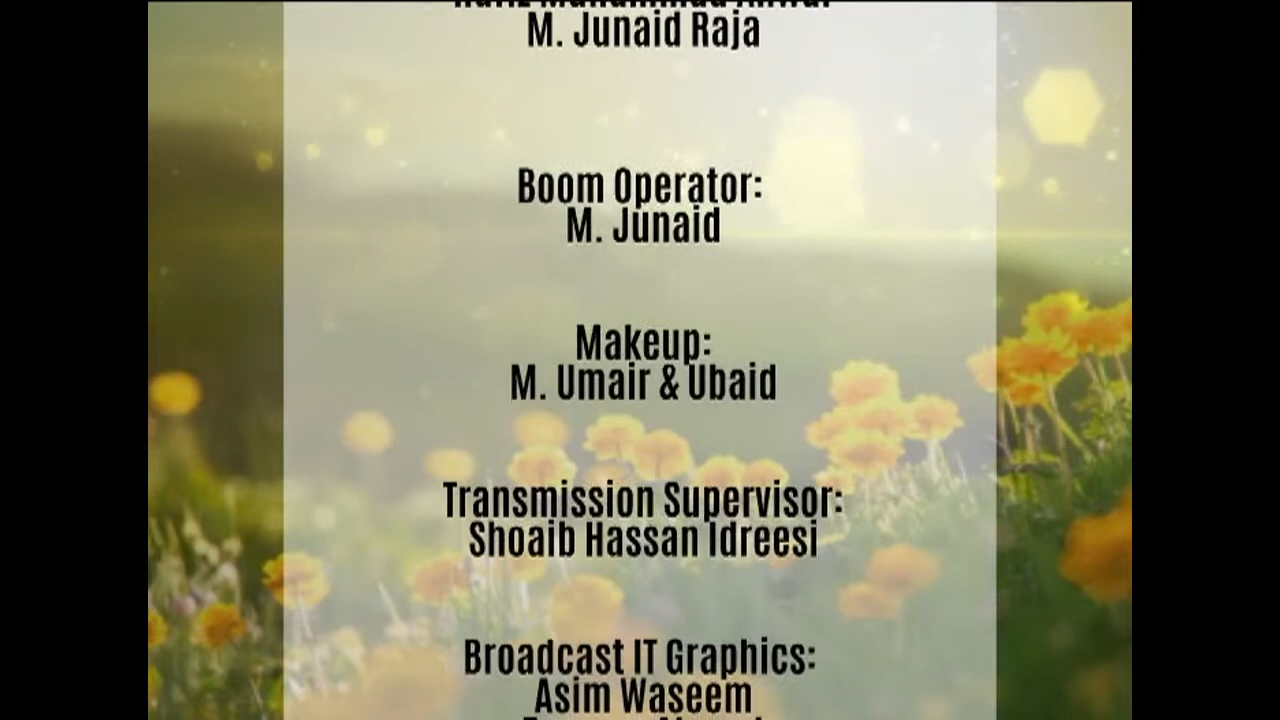 M. Junaid Raja
Boom Operator:
M. Junaid
Makeup:
M. Umair & Ubaid
Transmission Supervisor:
Shoaib Hassan Idreesi
Broadcast IT Graphics:
Asim Waseem